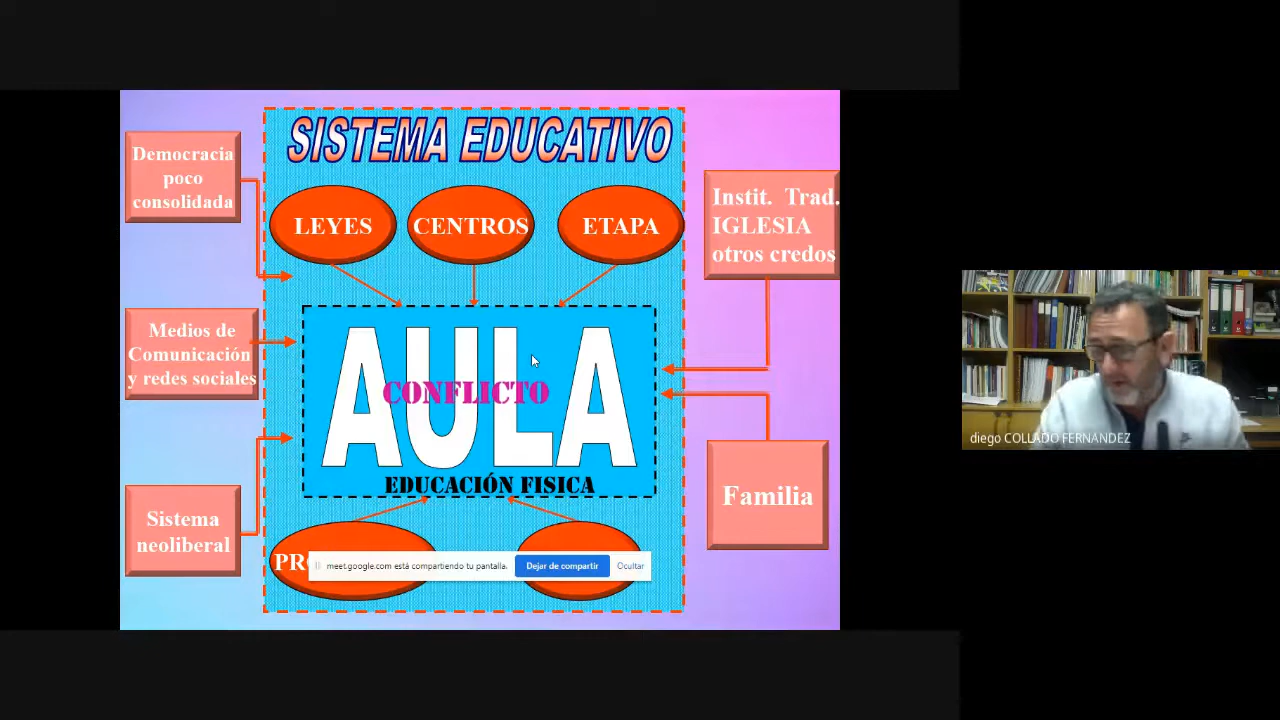 SISTEMA EDUCATIVO
Democracia
poco
consolidada
LEYES
CENTROS
ETAPA
Instit. Trad.
IGLESIA
otros credos
Medios de
Comunicación
y redes sociales
AULA
CONFLICTO
EDUCACIÓN FISICA
Sistema
neoliberal
Familia
meet.google.com está compartiendo tu pantalla.
Dejar de compartir
Ocultar
diego COLLADO FERNANDEZ